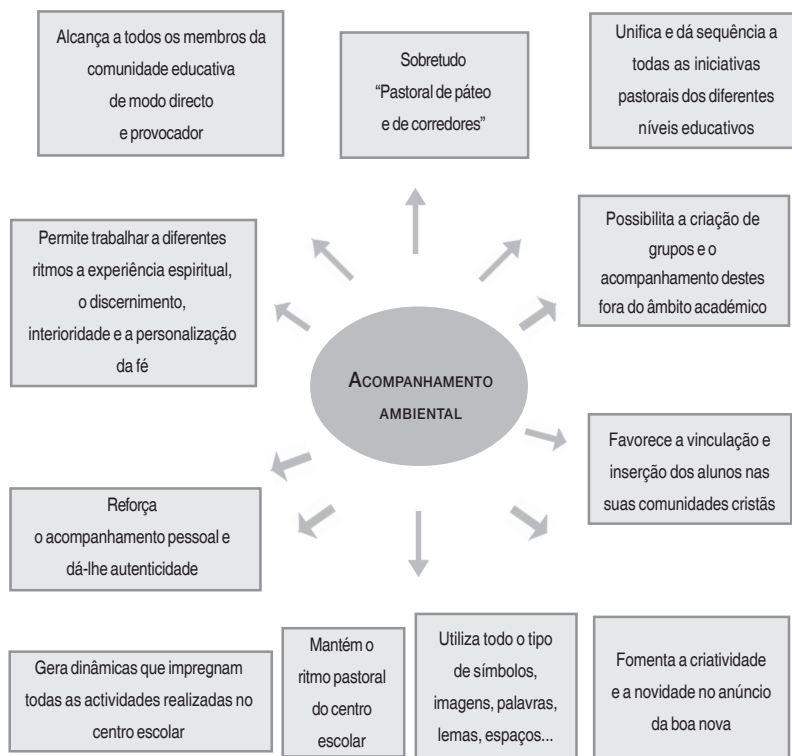 Alcança a todos os membros da
comunidade educativa
de modo directo
e provocador
Sobretudo
“Pastoral de páteo
e de corredores”
Unifica e dá sequência a
todas as iniciativas
pastorais dos diferentes
níveis educativos
Permite trabalhar a diferentes
ritmos a experiência espiritual,
o discernimento,
interioridade e a personalização
da fé
Possibilita a criação de
grupos e o
acompanhamento destes
fora do âmbito académico
ACOMPANHAMENTO
AMBIENTAL
Favorece a vinculação e
inserção dos alunos nas
suas comunidades cristãs
Reforça
o acompanhamento pessoal e
dá-lhe autenticidade
Gera dinâmicas que impregnam
todas as actividades realizadas no
centro escolar
Mantém o
ritmo pastoral
do centro
escolar
Utiliza todo o tipo
de símbolos,
imagens, palavras,
lemas, espaços...
Fomenta a criatividade
e a novidade no anúncio
da boa nova